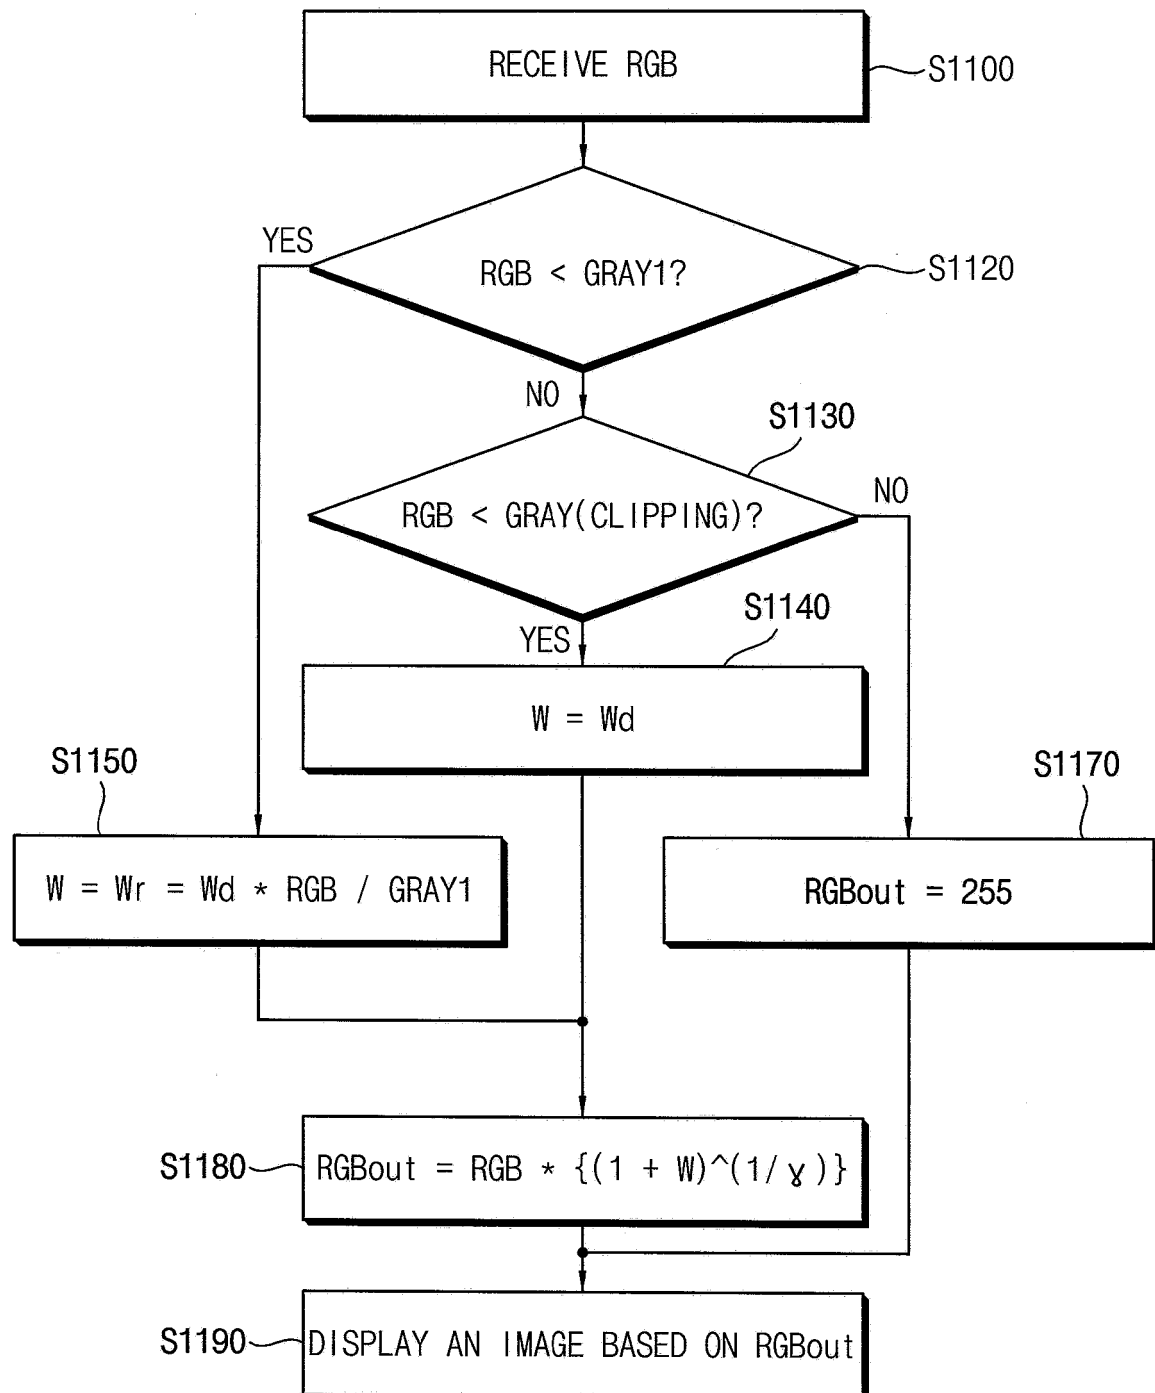 RECEIVE RGB
S1100
YES
RGB < GRAY1?
S1120
NO
S1130
RGB < GRAY(CLIPPING)?
NO
YES
S1140
W = Wd
S1150
S1170
W = Wr = Wd * RGB / GRAY1
RGBout = 255
S1180
RGBout = RGB * {(1 + W)^(1/γ)}
S1190
DISPLAY AN IMAGE BASED ON RGBout